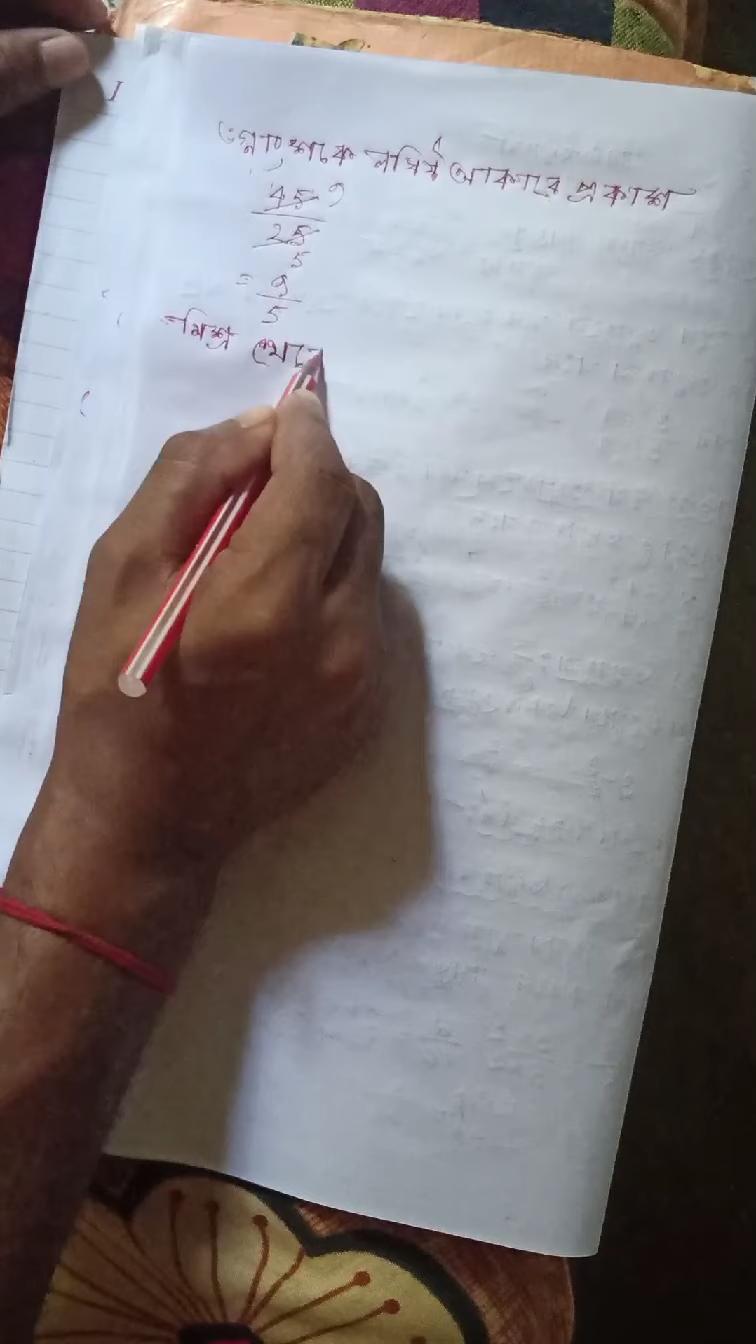 ভগ্নাংশকে লঘিষ্ঠ আকারে প্রকাশ
45 9
25
5
= 9
5
= মিশ্র থেকে